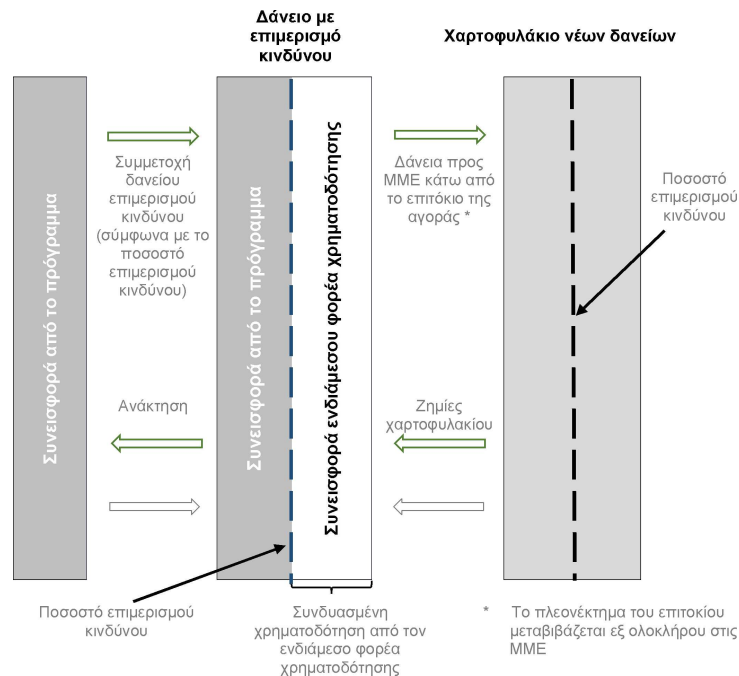 Δάνειο με
επιμερισμό
κινδύνου
Χαρτοφυλάκιο νέων δανείων
Συνεισφορά από το πρόγραμμα
Συμμετοχή
δανείου
επιμερισμού
κινδύνου
(σύμφωνα με το
ποσοστό
επιμερισμού
κινδύνου)
Ανάκτηση
Συνεισφορά από το πρόγραμμα
Συνεισφορά ενδιάμεσου φορέα χρηματοδότησης
Δάνεια προς
ΜΜΕ κάτω από
το επιτόκιο της
αγοράς *
Ζημίες
χαρτοφυλακίου
Ποσοστό
επιμερισμού
κινδύνου
Ποσοστό επιμερισμού
κινδύνου
Συνδυασμένη
χρηματοδότηση από τον
ενδιάμεσο φορέα
χρηματοδότησης
* Το πλεονέκτημα του επιτοκίου
μεταβιβάζεται εξ ολοκλήρου στις
ΜΜΕ